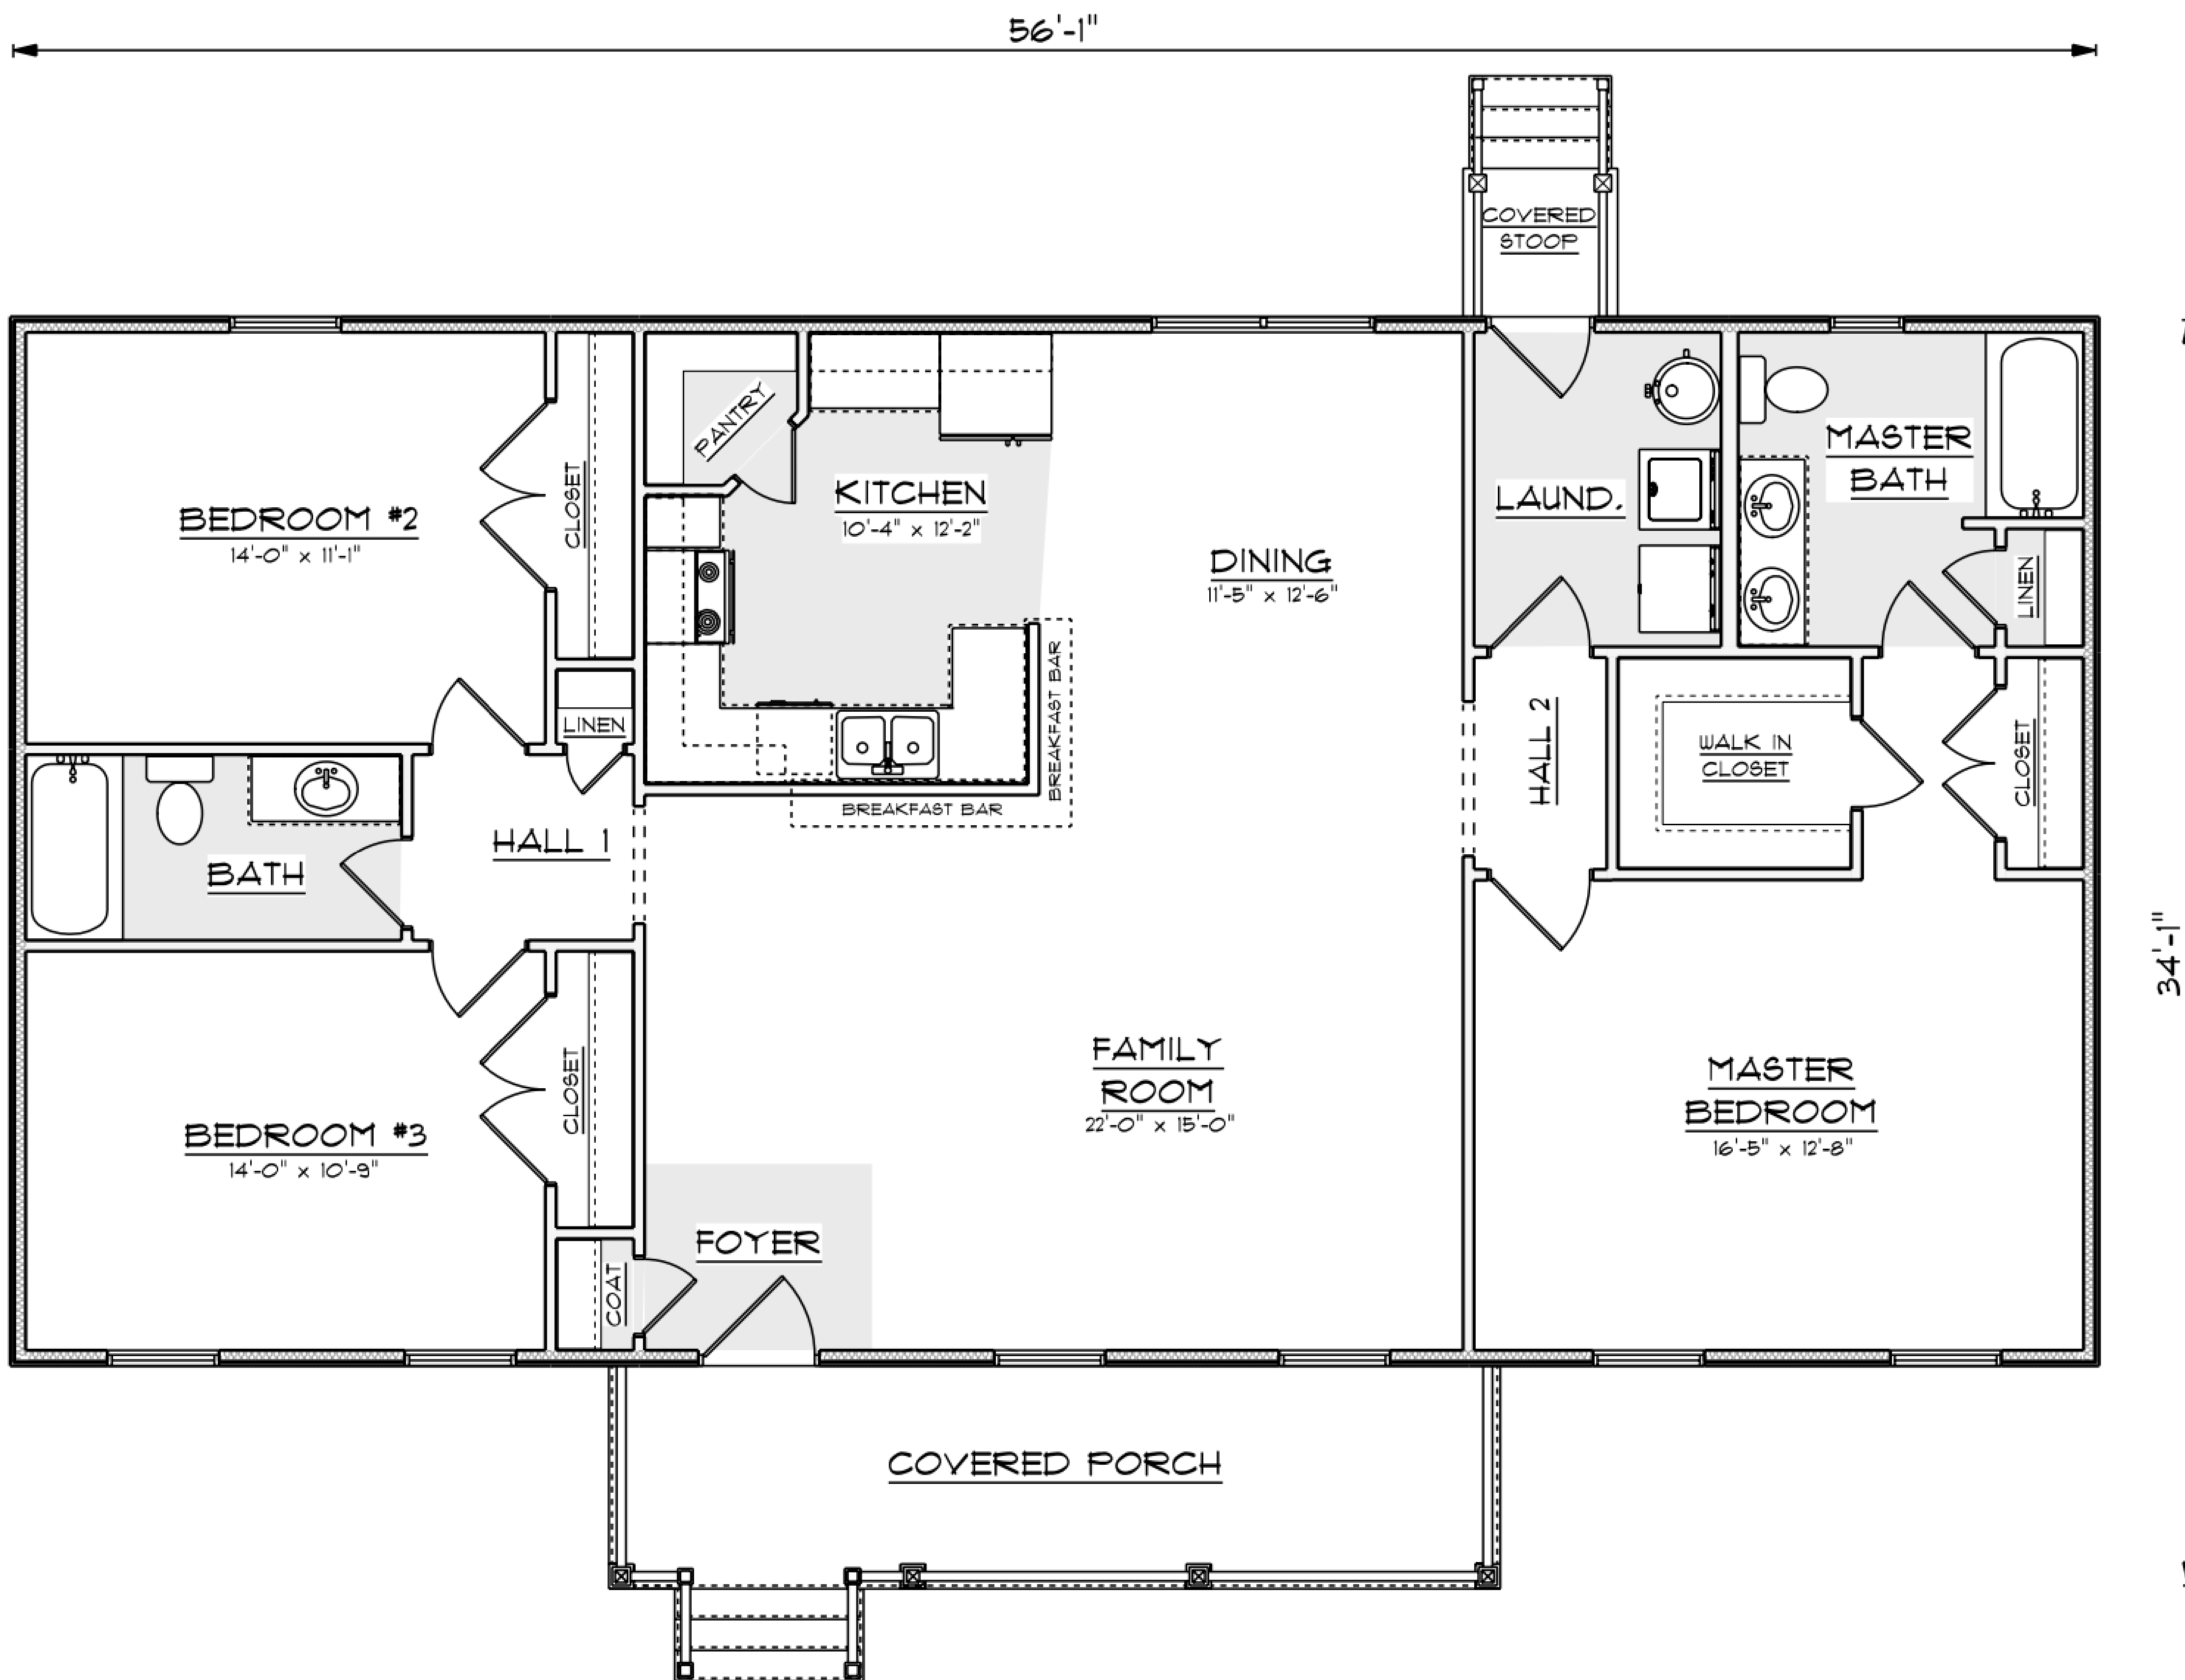 56'-1"
COVERED
STOOP
BEDROOM #2
14'-0" x 11'-1"
CLOSET
PANTRY
KITCHEN
10'-4" x 12'-2"
DINING
11'-5" x 12'-6"
LAUND.
MASTER
BATH
LINEN
LINEN
BREAKFAST BAR
BREAKFAST BAR
HALL 1
BATH
HALL 2
WALK IN
CLOSET
CLOSET
34'-1"
BEDROOM #3
14'-0" x 10'-9"
CLOSET
FAMILY
ROOM
22'-0" x 15'-0"
MASTER
BEDROOM
16'-5" x 12'-8"
FOYER
COAT
COVERED PORCH